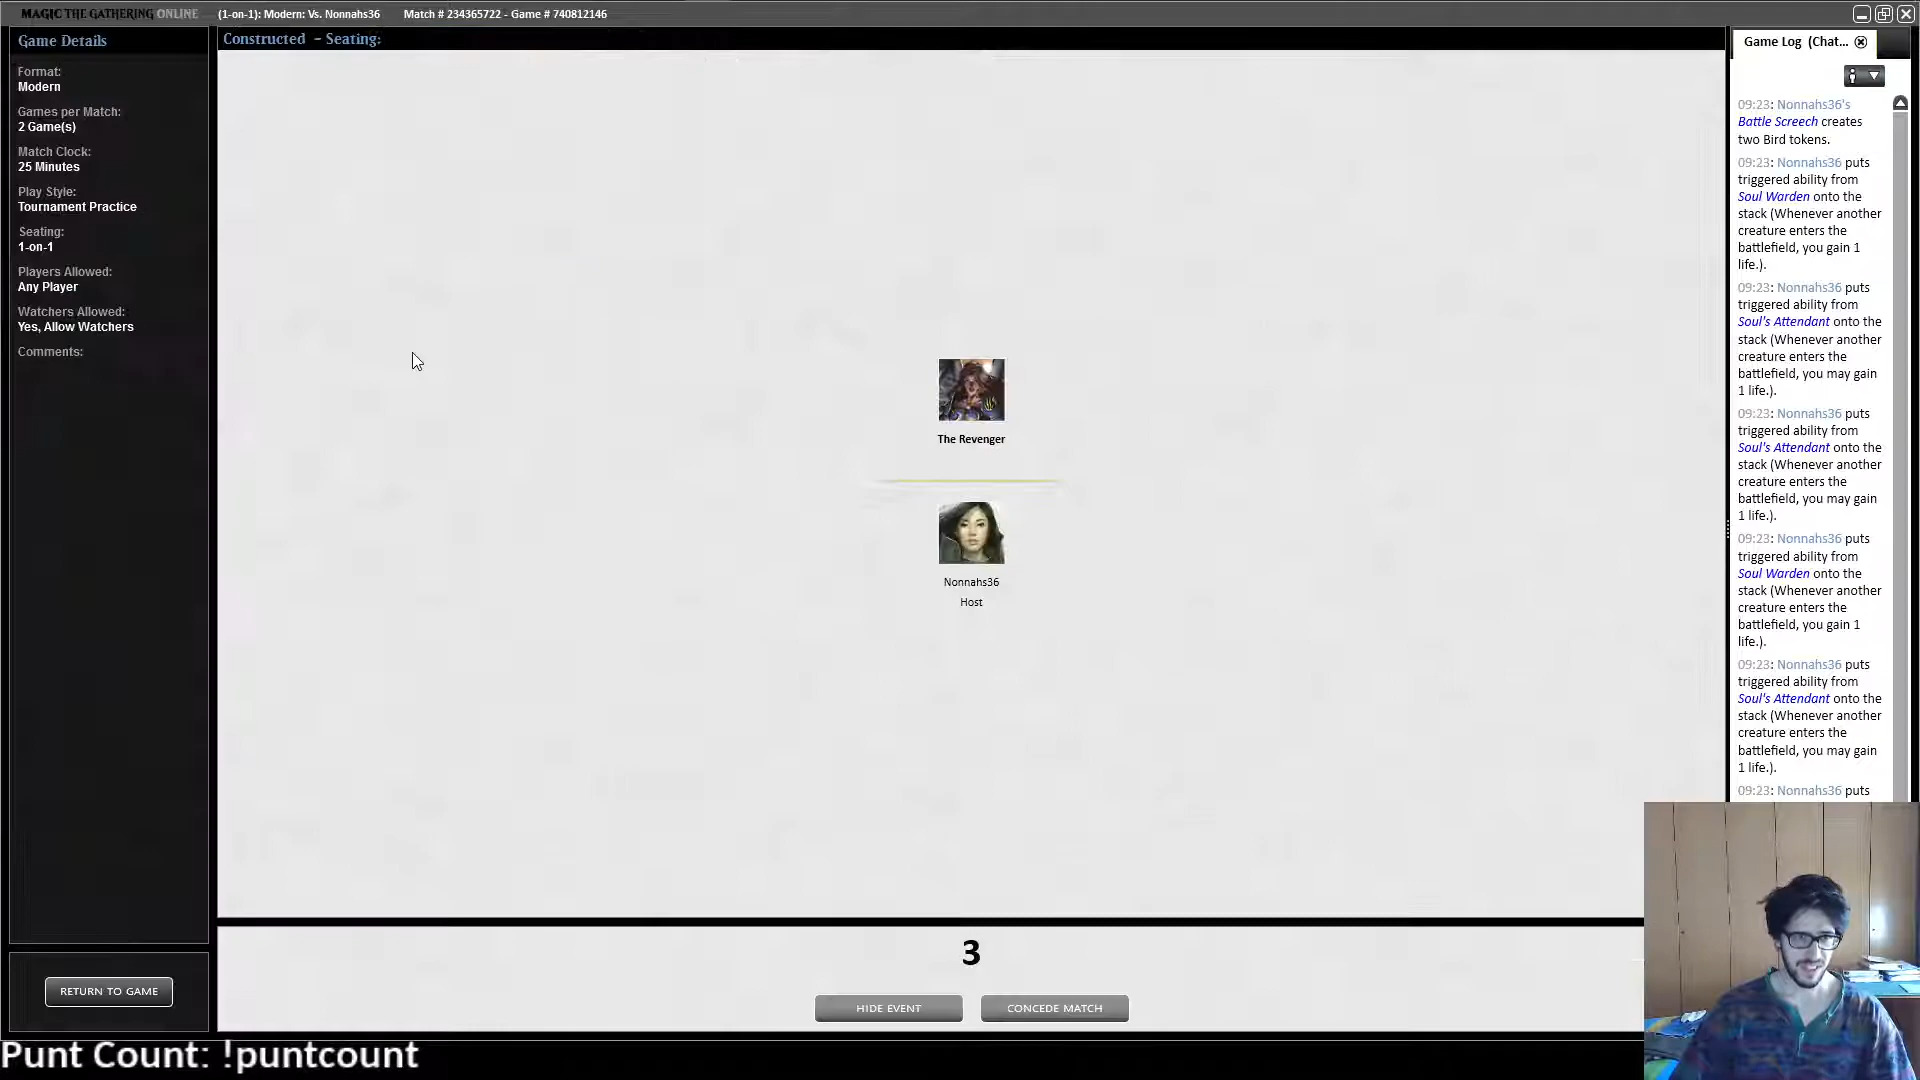 MAGIC THE GATHERING ONLINE (1-on-1): Modern: Vs. Nonnahs36 Match # 234365722 - Game # 740812146
Game Details
Format:
Modern
Games per Match:
2 Game(s)
Match Clock:
25 Minutes
Play Style:
Tournament Practice
Seating:
1-on-1
Players Allowed:
Any Player
Watchers Allowed:
Yes, Allow Watchers
Comments:
RETURN TO GAME
Constructed - Seating:
The Revenger
Nonnahs36
Host
3
HIDE EVENT CONCEDE MATCH
Game Log (Chat...
09:23: Nonnahs36's
Battle Screech creates
two Bird tokens.
09:23: Nonnahs36 puts
triggered ability from
Soul Warden onto the
stack (Whenever another
creature enters the
battlefield, you gain 1
life.).
09:23: Nonnahs36 puts
triggered ability from
Soul's Attendant onto the
stack (Whenever another
creature enters the
battlefield, you may gain
1 life.).
09:23: Nonnahs36 puts
triggered ability from
Soul's Attendant onto the
stack (Whenever another
creature enters the
battlefield, you may gain
1 life.).
09:23: Nonnahs36 puts
triggered ability from
Soul Warden onto the
stack (Whenever another
creature enters the
battlefield, you gain 1
life.).
09:23: Nonnahs36 puts
triggered ability from
Soul's Attendant onto the
stack (Whenever another
creature enters the
battlefield, you may gain
1 life.).
09:23: Nonnahs36 puts
Punt Count: !puntcount